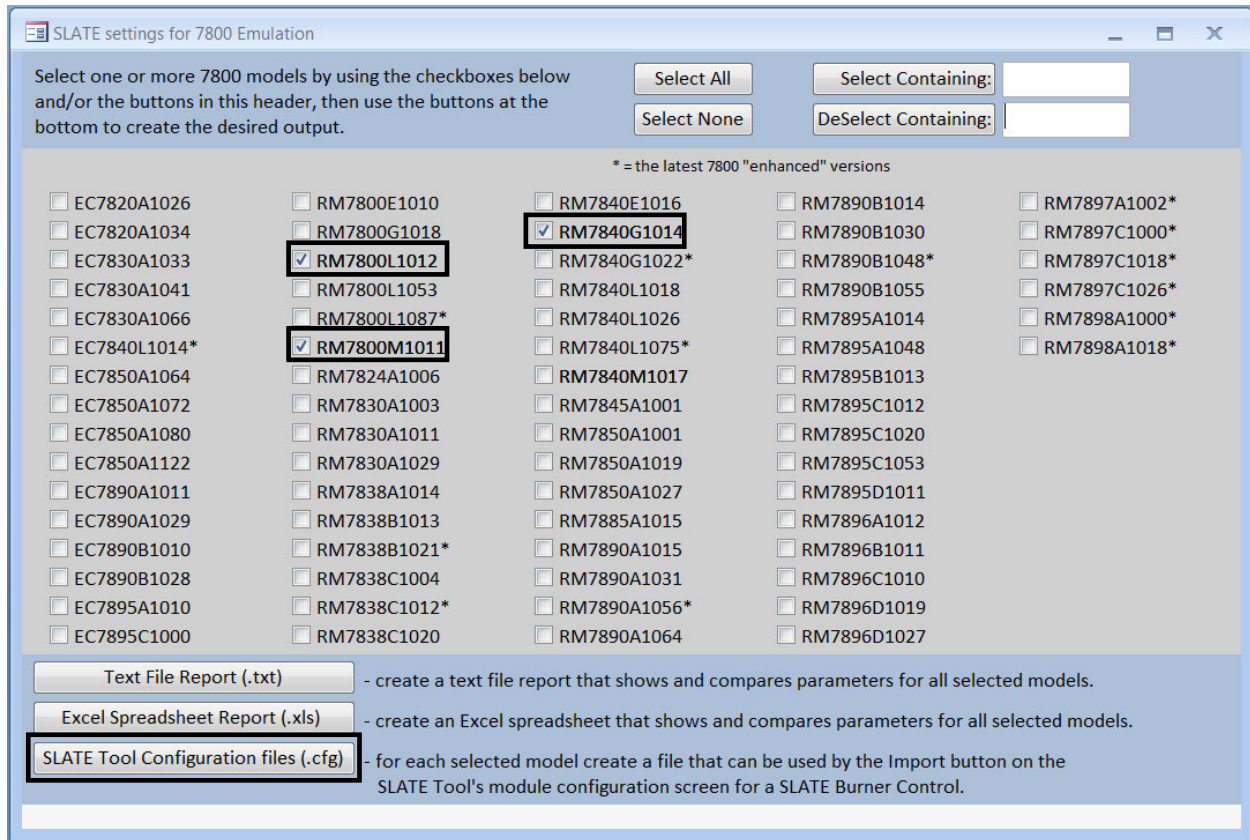 SLATE settings for 7800 Emulation
Select one or more 7800 models by using the checkboxes below
and/or the buttons in this header, then use the buttons at the
bottom to create the desired output.
Select All
Select Containing:
Select None
DeSelect Containing:
* = the latest 7800 "enhanced" versions
EC7820A1026 RM7800E1010 RM7840E1016 RM7890B1014 RM7897A1002*
EC7820A1034 RM7800G1018 RM7840G1014 RM7890B1030 RM7897C1000*
EC7830A1033 RM7800L1012 RM7840G1022* RM7890B1048* RM7897C1018*
EC7830A1041 RM7800L1053 RM7840L1018 RM7890B1055 RM7897C1026*
EC7830A1066 RM7800L1087* RM7840L1026 RM7895A1014 RM7898A1000*
EC7840L1014* RM7800M1011 RM7840L1075* RM7895A1048 RM7898A1018*
EC7850A1064 RM7824A1006 RM7840M1017 RM7895B1013
EC7850A1072 RM7830A1003 RM7845A1001 RM7895C1012
EC7850A1080 RM7830A1011 RM7850A1001 RM7895C1020
EC7850A1122 RM7830A1029 RM7850A1019 RM7895C1053
EC7890A1011 RM7838A1014 RM7850A1027 RM7895D1011
EC7890A1029 RM7838B1013 RM7885A1015 RM7896A1012
EC7890B1010 RM7838B1021* RM7890A1015 RM7896B1011
EC7890B1028 RM7838C1004 RM7890A1031 RM7896C1010
EC7895A1010 RM7838C1012* RM7890A1056* RM7896D1019
EC7895C1000 RM7838C1020 RM7890A1064 RM7896D1027
Text File Report (.txt) - create a text file report that shows and compares parameters for all selected models.
Excel Spreadsheet Report (.xls) - create an Excel spreadsheet that shows and compares parameters for all selected models.
SLATE Tool Configuration files (.cfg) - for each selected model create a file that can be used by the Import button on the
SLATE Tool's module configuration screen for a SLATE Burner Control.